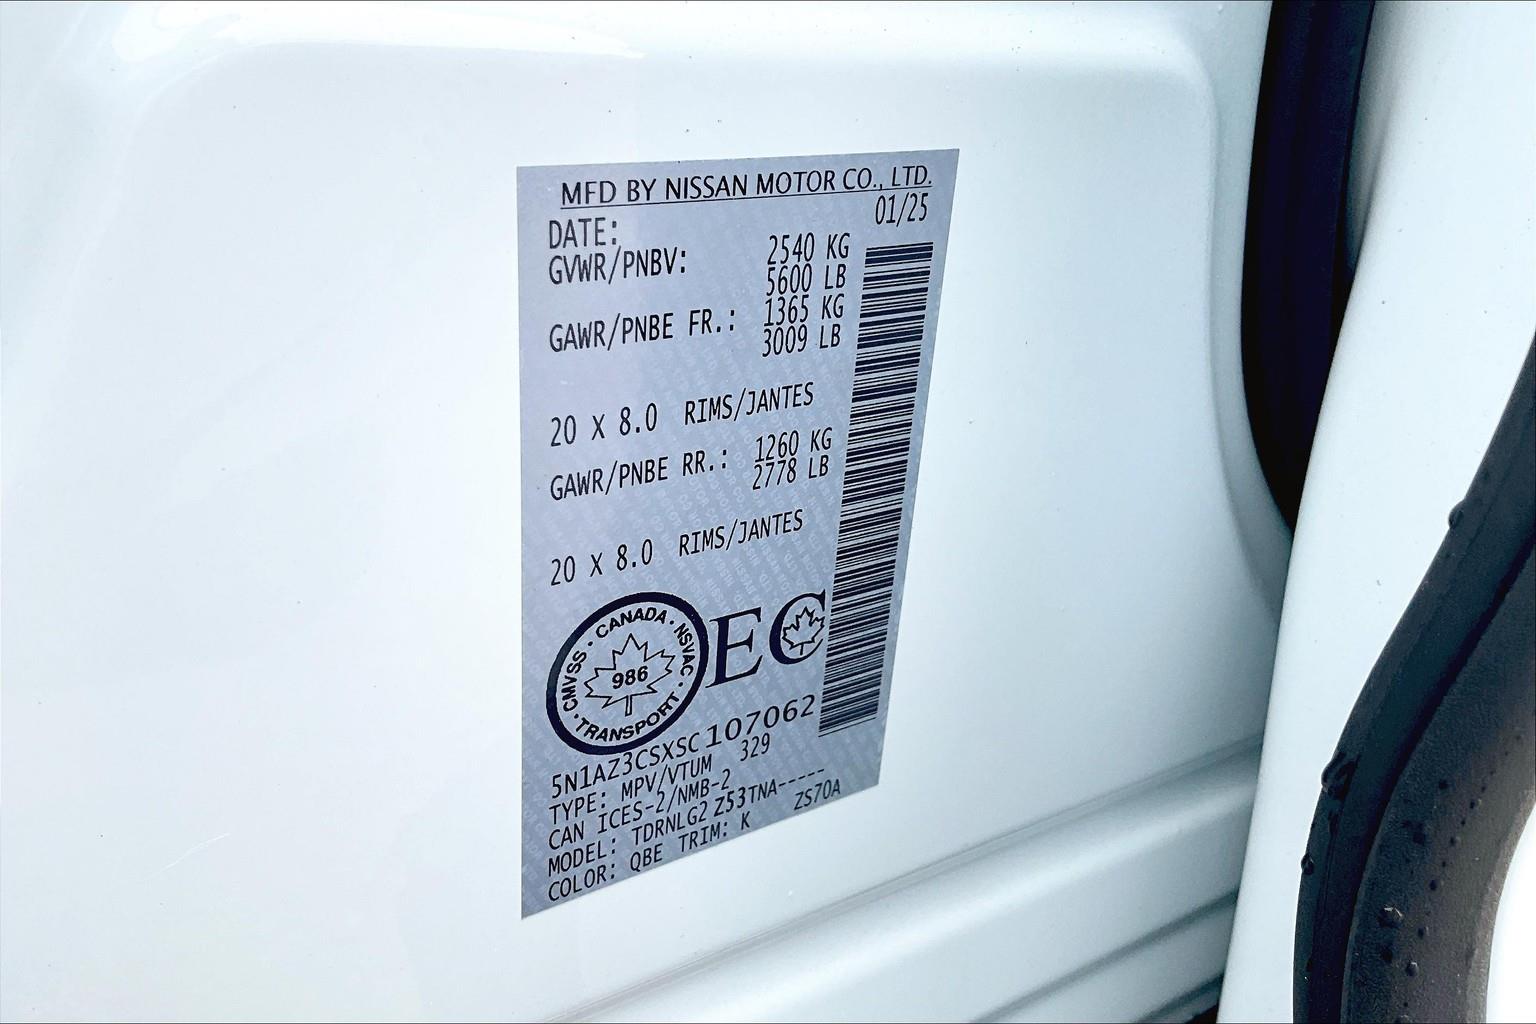 MFD BY NISSAN MOTOR CO., LTD.
DATE: 01/25
GVWR/PNBV: 2540 KG
5600 LB
GAWR/PNBE FR.: 1365 KG
3009 LB
20 X 8.0 RIMS/JANTES
GAWR/PNBE RR.: 1260 KG
2778 LB
20 X 8.0 RIMS/JANTES
CANADA · NSVAC · TRANSPORT · CMVSS ·
986
EC
5N1AZ3CSXSC107062
TYPE: MPV/VTUM 329
CAN ICES-2/NMB-2
MODEL: TDRNLG2 Z53TNA-----
COLOR: QBE TRIM: K ZS70A